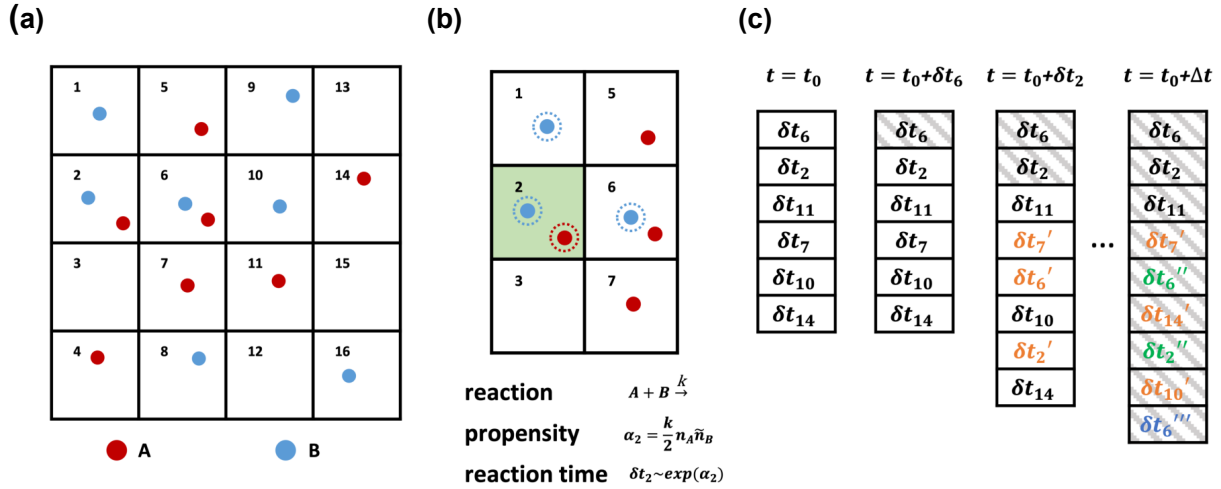 (a)
1
5
9
13
2
6
10
14
3
7
11
15
4
8
12
16
A
B
(b)
1
5
2
6
3
7
reaction A + B →k
propensity α₂ = k/2 n_A ñ_B
reaction time δt₂~exp(α₂)
(c)
t = t₀
δt₆
δt₂
δt₁₁
δt₇
δt₁₀
δt₁₄
t = t₀+δt₆
δt₆
δt₂
δt₁₁
δt₇
δt₁₀
δt₁₄
t = t₀+δt₂
δt₆
δt₂
δt₁₁
δt₇′
δt₆′
δt₁₀
δt₂′
δt₁₄
...
t = t₀+Δt
δt₆
δt₂
δt₁₁
δt₇′
δt₆′′
δt₁₄′
δt₂′′
δt₁₀′
δt₆′′′